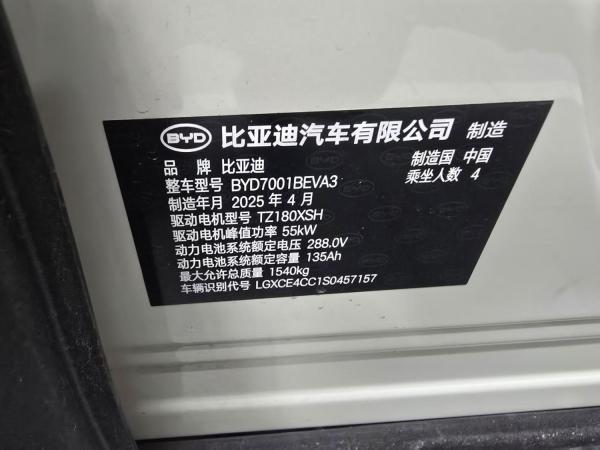 BYD 比亚迪汽车有限公司 制造
品 牌 比亚迪 制造国 中国
整车型号 BYD7001BEVA3 乘坐人数 4
制造年月 2025 年 4 月
驱动电机型号 TZ180XSH
驱动电机峰值功率 55kW
动力电池系统额定电压 288.0V
动力电池系统额定容量 135Ah
最大允许总质量 1540kg
车辆识别代号 LGXCE4CC1S0457157